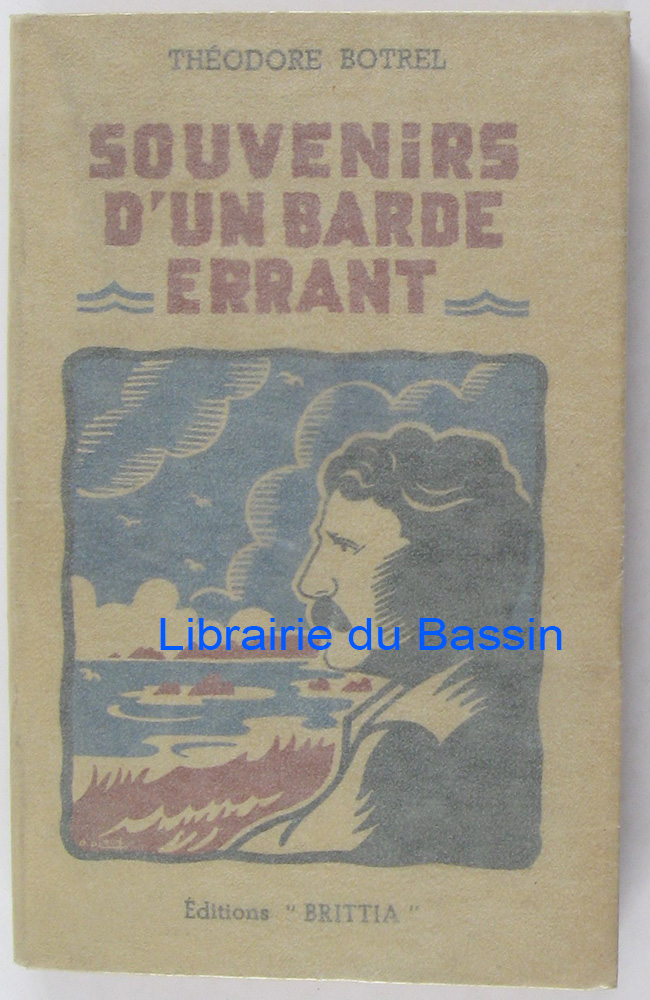 THÉODORE BOTREL
SOUVENiRS
D'UN BARDE
ERRANT
Librairie du Bassin
Éditions "BRITTIA"